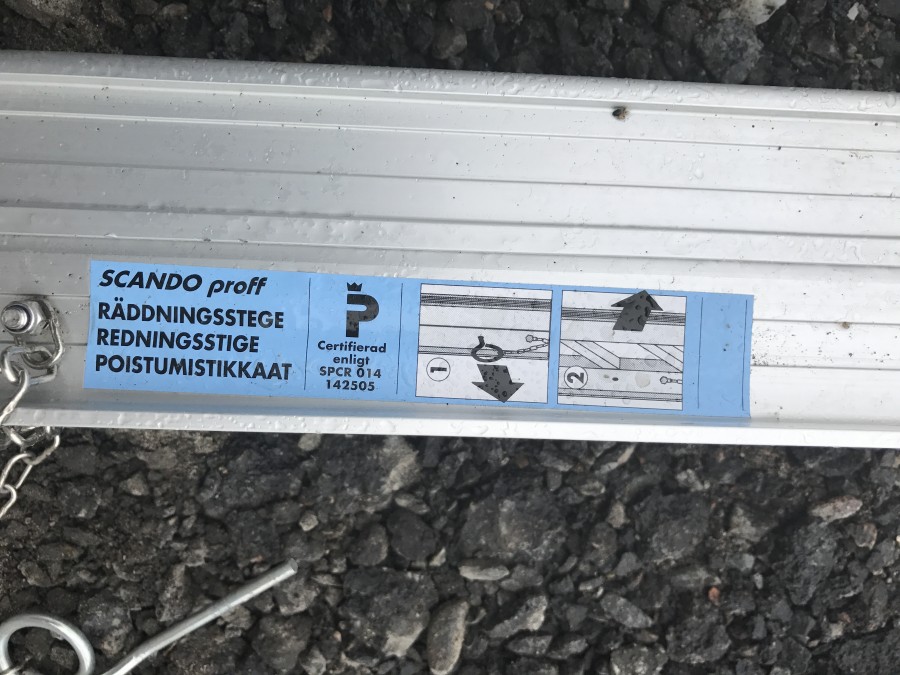 SCANDO proff
RÄDDNINGSSTEGE
REDNINGSSTIGE
POISTUMISTIKKAAT
P
Certifierad
enligt
SPCR 014
142505
1
2